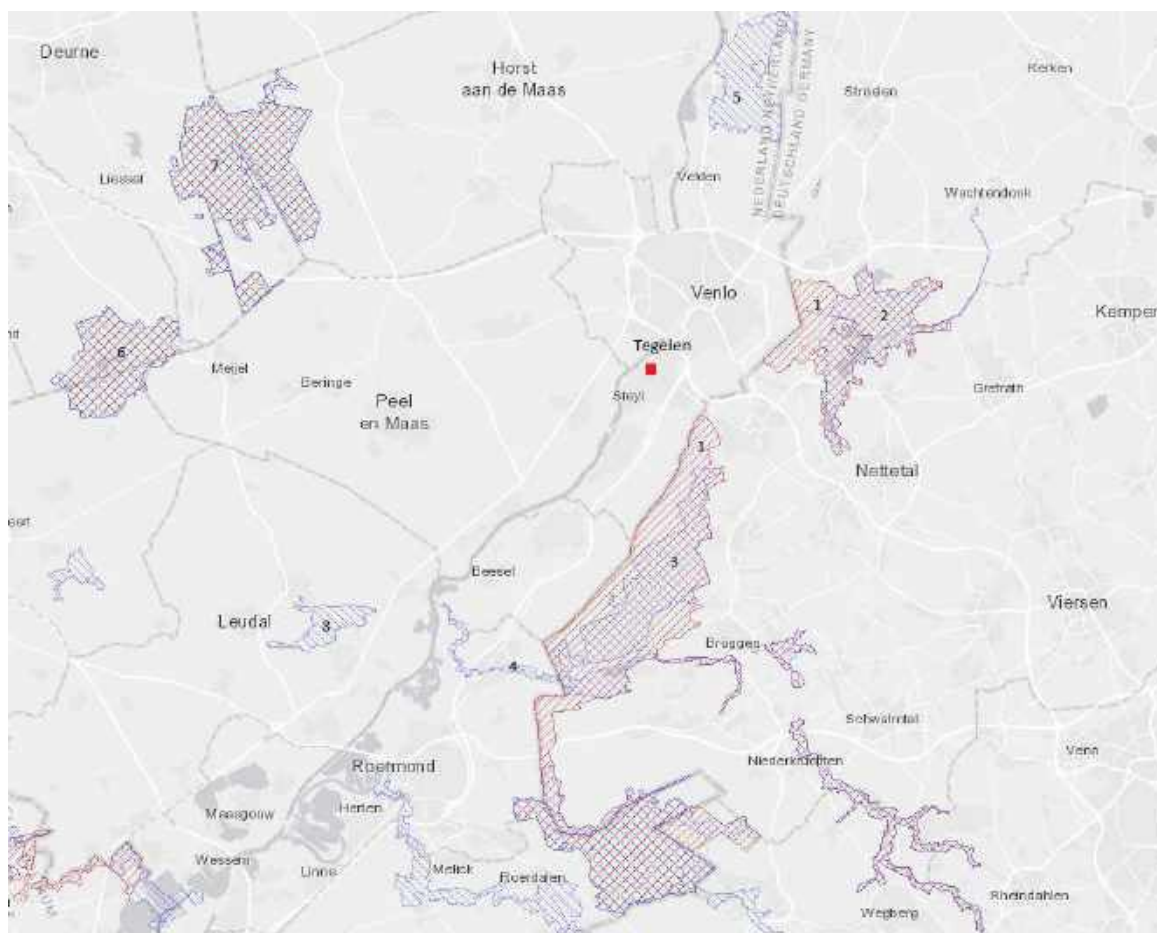 Deurne
Horst
aan de Maas
Kerken
5
Straelen
NEDERLAND NETHERLAND
DEUTSCHLAND GERMANY
7
Liessel
Velden
Wachtendonk
Venlo
1
2
Kempen
Tegelen
6
Meijel
Beringe
Steyl
Grefrath
Peel
en Maas
1
Nettetal
Beesel
3
Leudal
8
Viersen
4
Bruggen
Schwalmtal
Roermond
Niederkruchten
Venn
Maasgouw
Herten
Wessem
Linne
Melick
Roerdalen
Rheindahlen
Wegberg